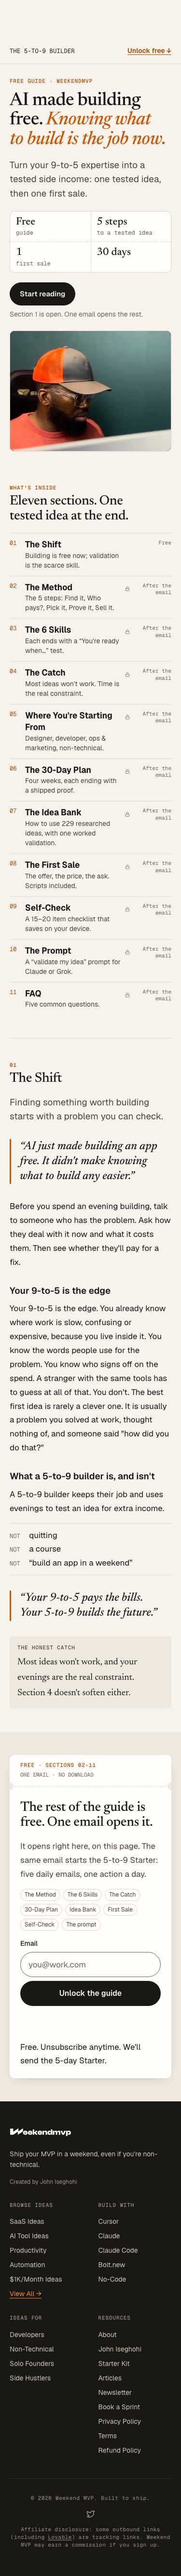 THE 5-TO-9 BUILDER
Unlock free ↓
FREE GUIDE · WEEKENDMVP
AI made building
free. Knowing what
to build is the job now.
Turn your 9-to-5 expertise into a
tested side income: one tested idea,
then one first sale.
Free
guide
5 steps
to a tested idea
1
first sale
30 days
Start reading
Section 1 is open. One email opens the rest.
WHAT'S INSIDE
Eleven sections. One
tested idea at the end.
01
The Shift
Free
Building is free now; validation
is the scarce skill.
02
The Method
After the
email
The 5 steps: Find it, Who
pays?, Pick it, Prove it, Sell it.
03
The 6 Skills
After the
email
Each ends with a “You're ready
when…” test.
04
The Catch
After the
email
Most ideas won't work. Time is
the real constraint.
05
Where You're Starting
From
After the
email
Designer, developer, ops &
marketing, non-technical.
06
The 30-Day Plan
After the
email
Four weeks, each ending with
a shipped proof.
07
The Idea Bank
After the
email
How to use 229 researched
ideas, with one worked
validation.
08
The First Sale
After the
email
The offer, the price, the ask.
Scripts included.
09
Self-Check
After the
email
A 15–20 item checklist that
saves on your device.
10
The Prompt
After the
email
A “validate my idea” prompt for
Claude or Grok.
11
FAQ
After the
email
Five common questions.
01
The Shift
Finding something worth building
starts with a problem you can check.
“AI just made building an app
free. It didn't make knowing
what to build any easier.”
Before you spend an evening building, talk
to someone who has the problem. Ask how
they deal with it now and what it costs
them. Then see whether they'll pay for a
fix.
Your 9-to-5 is the edge
Your 9-to-5 is the edge. You already know
where work is slow, confusing or
expensive, because you live inside it. You
know the words people use for the
problem. You know who signs off on the
spend. A stranger with the same tools has
to guess at all of that. You don't. The best
first idea is rarely a clever one. It is usually
a problem you solved at work, thought
nothing of, and someone said “how did you
do that?”
What a 5-to-9 builder is, and isn't
A 5-to-9 builder keeps their job and uses
evenings to test an idea for extra income.
NOT quitting
NOT a course
NOT “build an app in a weekend”
“Your 9-to-5 pays the bills.
Your 5-to-9 builds the future.”
THE HONEST CATCH
Most ideas won't work, and your
evenings are the real constraint.
Section 4 doesn't soften either.
FREE · SECTIONS 02–11
ONE EMAIL · NO DOWNLOAD
The rest of the guide is
free. One email opens it.
It opens right here, on this page. The
same email starts the 5-to-9 Starter:
five daily emails, one action a day.
The Method
The 6 Skills
The Catch
30-Day Plan
Idea Bank
First Sale
Self-Check
The prompt
Email
you@work.com
Unlock the guide
Free. Unsubscribe anytime. We'll
send the 5-day Starter.
Weekendmvp
Ship your MVP in a weekend, even if you're non-
technical.
Created by John Iseghohi
BROWSE IDEAS
SaaS Ideas
AI Tool Ideas
Productivity
Automation
$1K/Month Ideas
View All →
BUILD WITH
Cursor
Claude
Claude Code
Bolt.new
No-Code
IDEAS FOR
Developers
Non-Technical
Solo Founders
Side Hustlers
RESOURCES
About
John Iseghohi
Starter Kit
Articles
Newsletter
Book a Sprint
Privacy Policy
Terms
Refund Policy
© 2026 Weekend MVP. Built to ship.
Affiliate disclosure: some outbound links
(including Lovable) are tracking links. Weekend
MVP may earn a commission if you sign up.